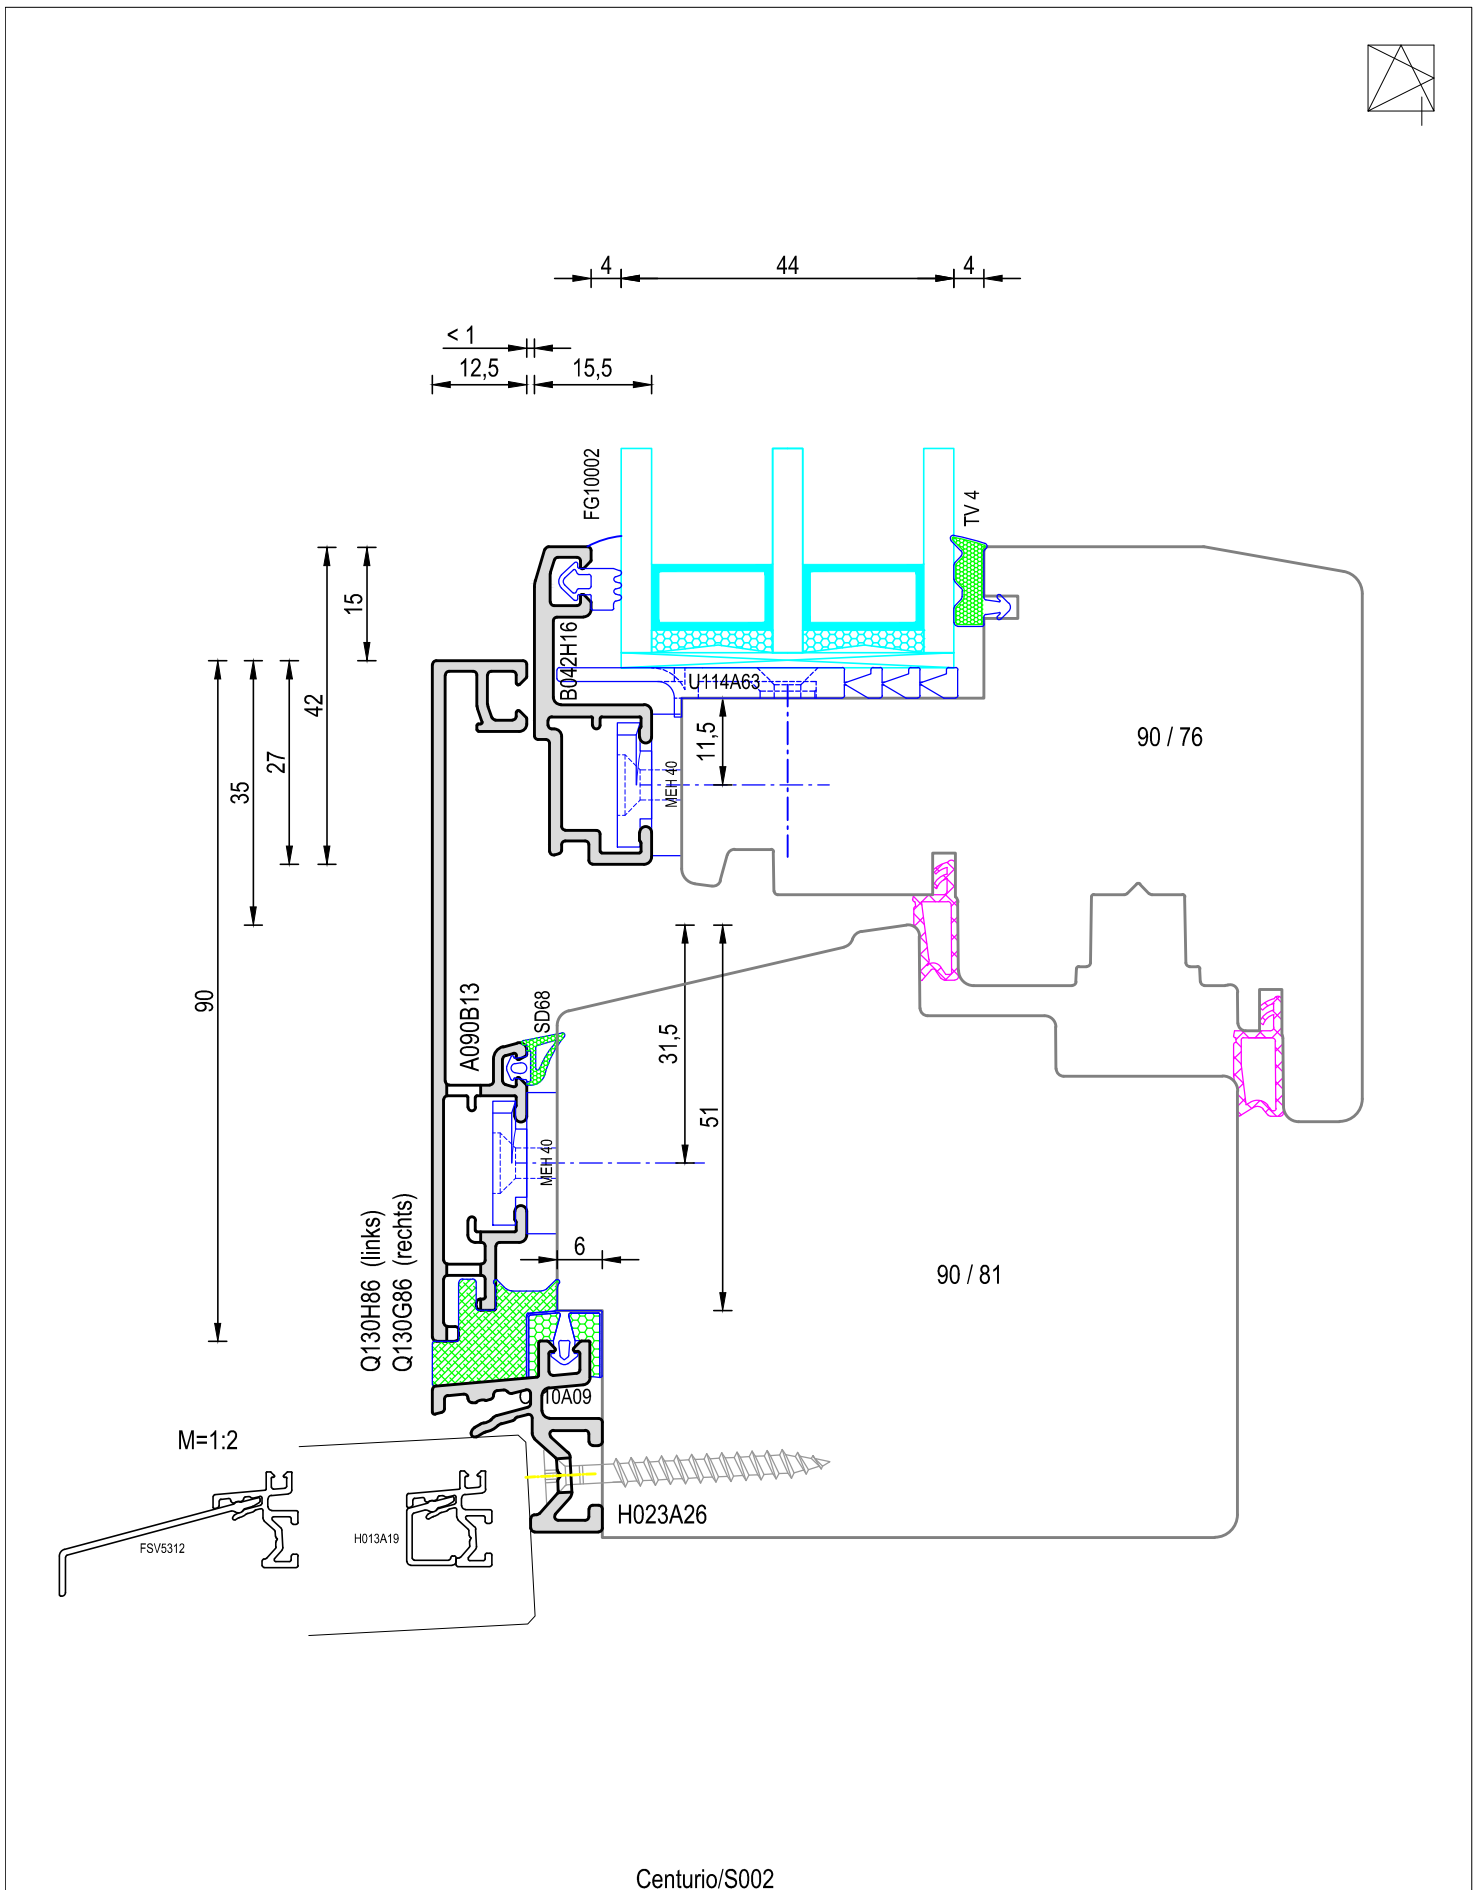 4
44
4
< 1
12,5
15,5
FG10002
TV 4
15
42
27
35
90
B042H16
U114A63
11,5
MEH 40
90 / 76
A090B13
SD68
31,5
51
MEH 40
6
90 / 81
Q130H86 (links)
Q130G86 (rechts)
10A09
M=1:2
H023A26
FSV5312
H013A19
Centurio/S002